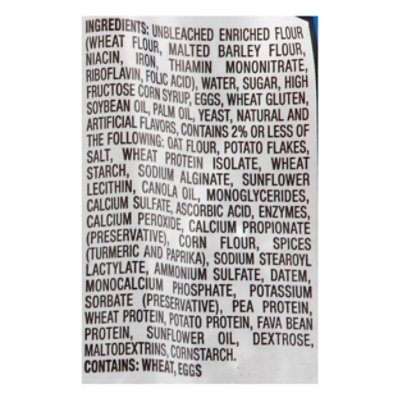 INGREDIENTS: UNBLEACHED ENRICHED FLOUR
(WHEAT FLOUR, MALTED BARLEY FLOUR,
NIACIN, IRON, THIAMIN MONONITRATE,
RIBOFLAVIN, FOLIC ACID), WATER, SUGAR, HIGH
FRUCTOSE CORN SYRUP, EGGS, WHEAT GLUTEN,
SOYBEAN OIL, PALM OIL, YEAST, NATURAL AND
ARTIFICIAL FLAVORS, CONTAINS 2% OR LESS OF
THE FOLLOWING: OAT FLOUR, POTATO FLAKES,
SALT, WHEAT PROTEIN ISOLATE, WHEAT
STARCH, SODIUM ALGINATE, SUNFLOWER
LECITHIN, CANOLA OIL, MONOGLYCERIDES,
CALCIUM SULFATE, ASCORBIC ACID, ENZYMES,
CALCIUM PEROXIDE, CALCIUM PROPIONATE
(PRESERVATIVE), CORN FLOUR, SPICES
(TURMERIC AND PAPRIKA), SODIUM STEAROYL
LACTYLATE, AMMONIUM SULFATE, DATEM,
MONOCALCIUM PHOSPHATE, POTASSIUM
SORBATE (PRESERVATIVE), PEA PROTEIN,
WHEAT PROTEIN, POTATO PROTEIN, FAVA BEAN
PROTEIN, SUNFLOWER OIL, DEXTROSE,
MALTODEXTRINS, CORNSTARCH.
CONTAINS: WHEAT, EGGS